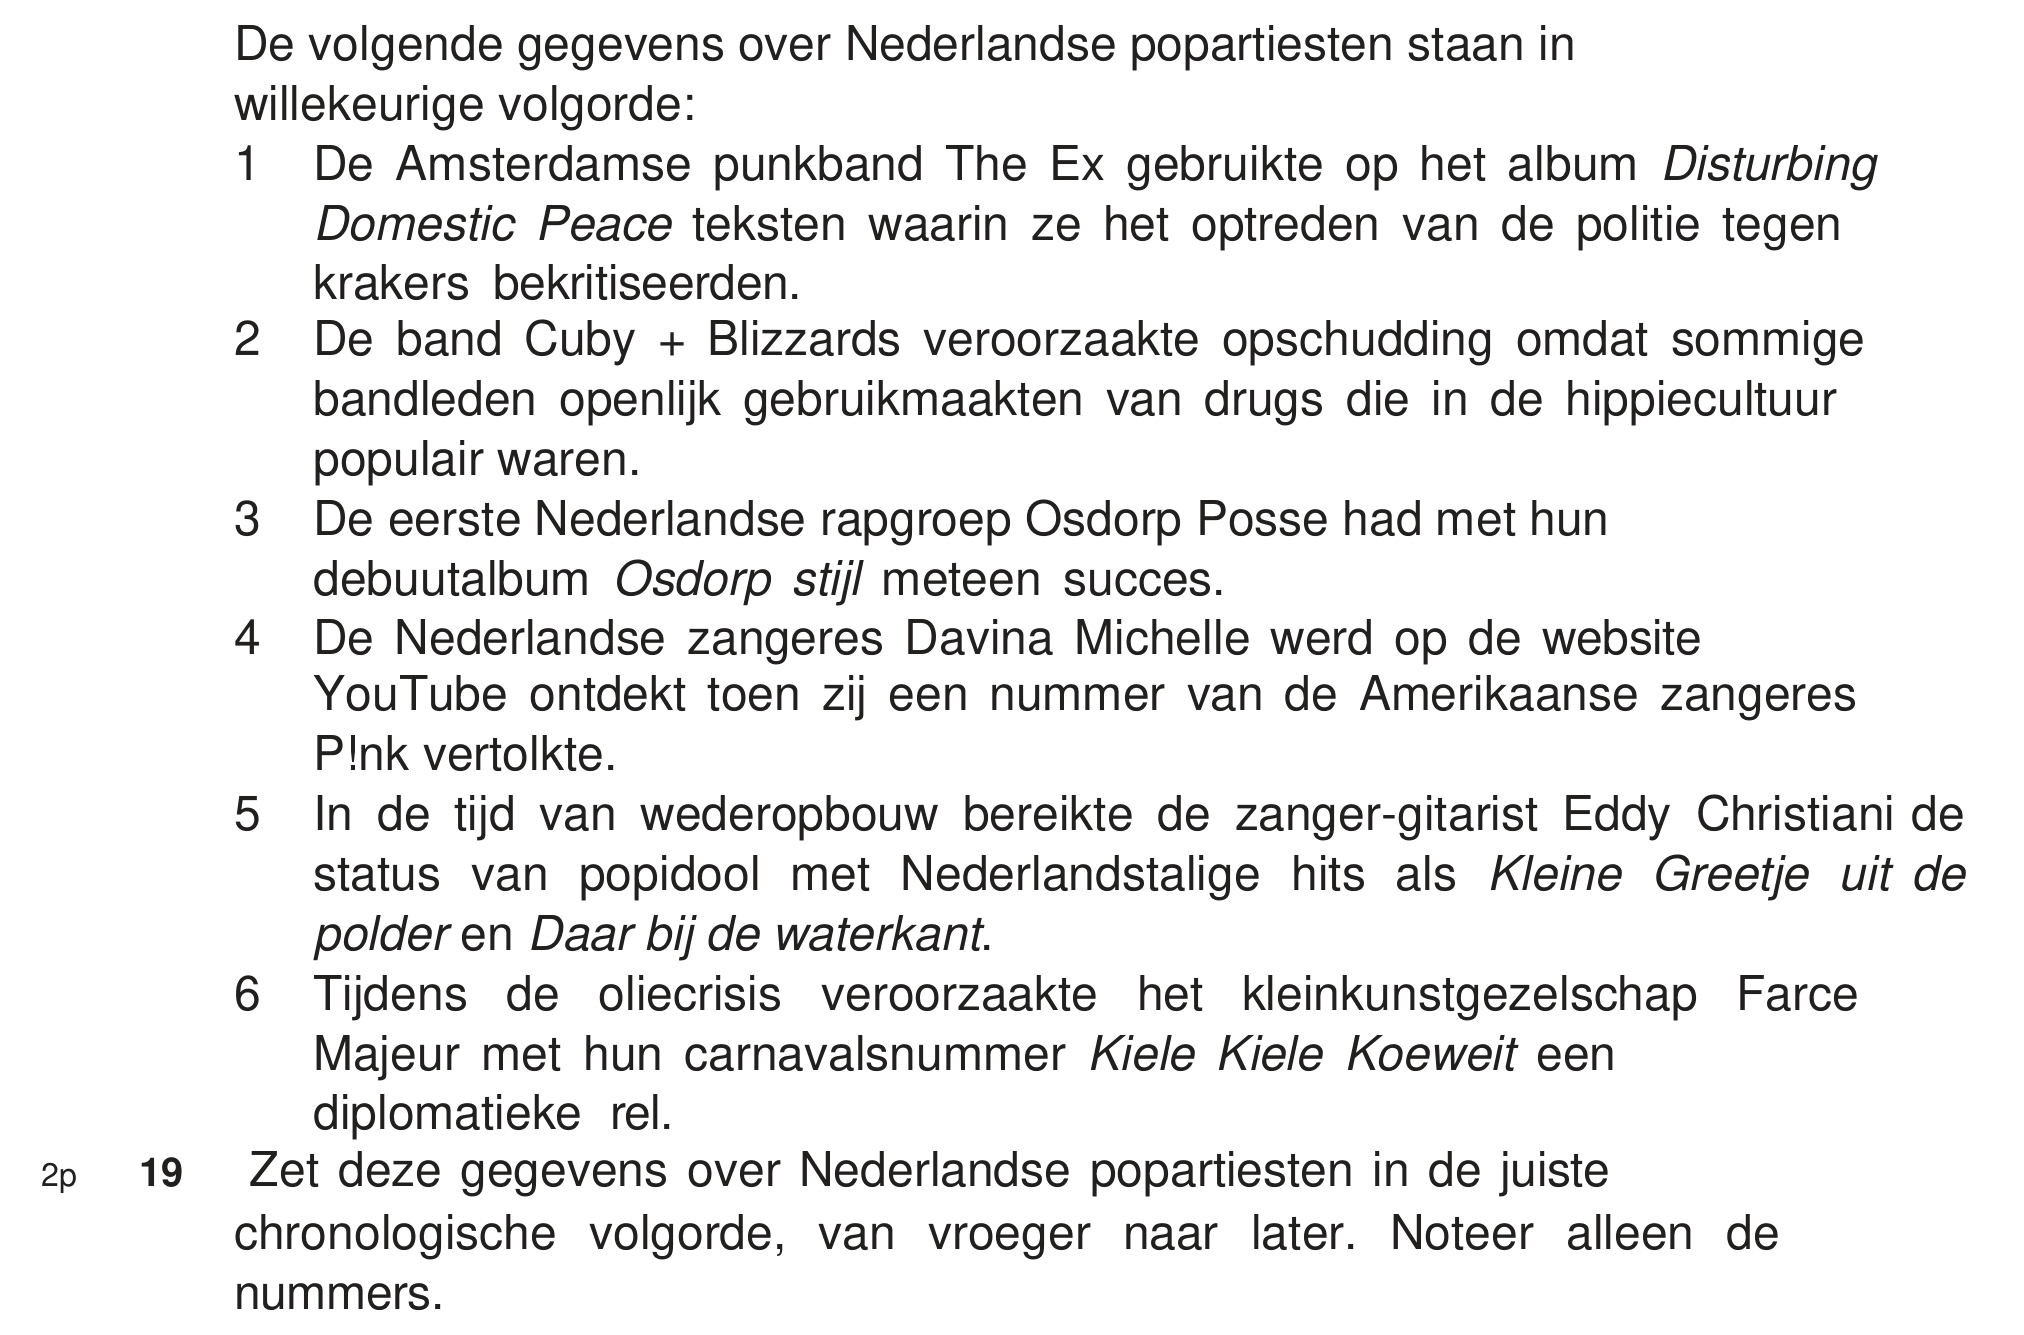 De volgende gegevens over Nederlandse popartiesten staan in
willekeurige volgorde:
1 De Amsterdamse punkband The Ex gebruikte op het album Disturbing
Domestic Peace teksten waarin ze het optreden van de politie tegen
krakers bekritiseerden.
2 De band Cuby + Blizzards veroorzaakte opschudding omdat sommige
bandleden openlijk gebruikmaakten van drugs die in de hippiecultuur
populair waren.
3 De eerste Nederlandse rapgroep Osdorp Posse had met hun
debuutalbum Osdorp stijl meteen succes.
4 De Nederlandse zangeres Davina Michelle werd op de website
YouTube ontdekt toen zij een nummer van de Amerikaanse zangeres
P!nk vertolkte.
5 In de tijd van wederopbouw bereikte de zanger-gitarist Eddy Christiani de
status van popidool met Nederlandstalige hits als Kleine Greetje uit de
polder en Daar bij de waterkant.
6 Tijdens de oliecrisis veroorzaakte het kleinkunstgezelschap Farce
Majeur met hun carnavalsnummer Kiele Kiele Koeweit een
diplomatieke rel.
2p 19 Zet deze gegevens over Nederlandse popartiesten in de juiste
chronologische volgorde, van vroeger naar later. Noteer alleen de
nummers.